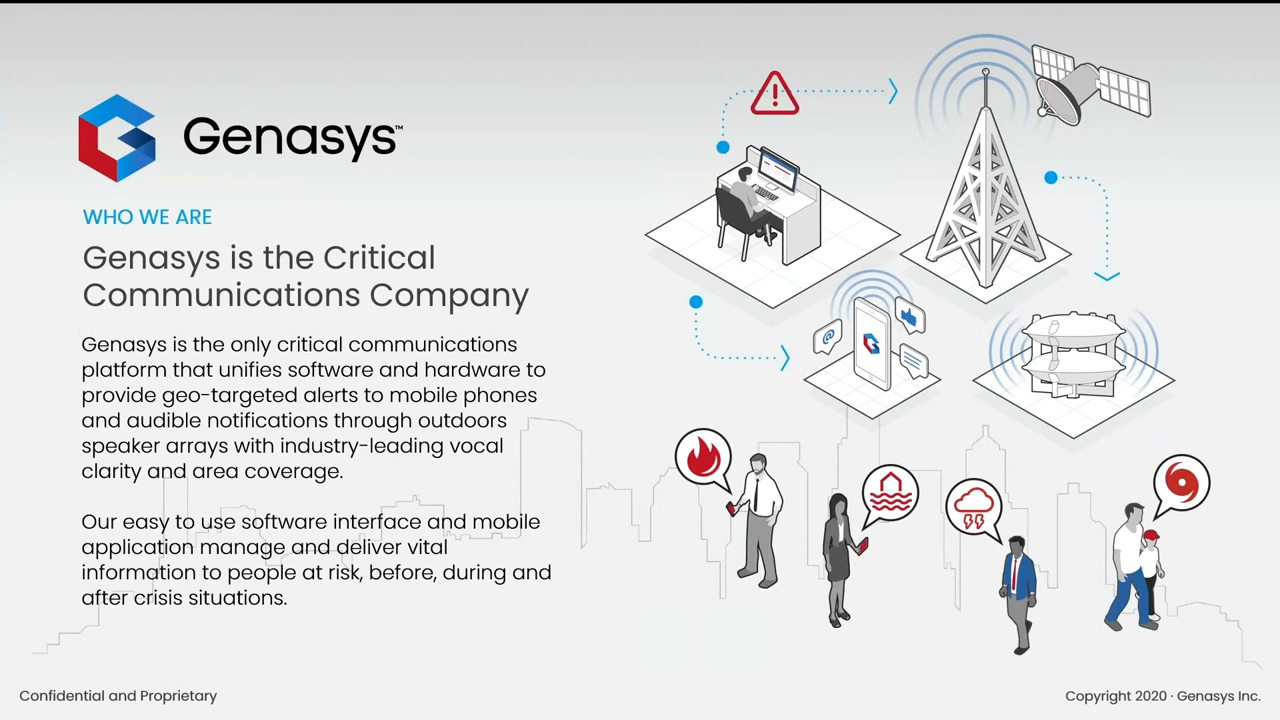 Genasys™
WHO WE ARE
Genasys is the Critical
Communications Company
Genasys is the only critical communications
platform that unifies software and hardware to
provide geo-targeted alerts to mobile phones
and audible notifications through outdoors
speaker arrays with industry-leading vocal
clarity and area coverage.
Our easy to use software interface and mobile
application manage and deliver vital
information to people at risk, before, during and
after crisis situations.
@
Confidential and Proprietary
Copyright 2020 · Genasys Inc.